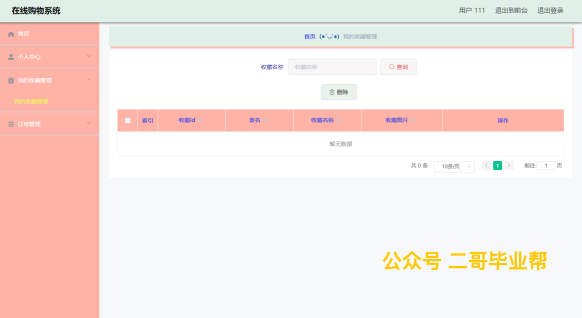 在线购物系统
用户 111 退出到前台 退出登录
首页
个人中心
我的收藏管理
我的收藏管理
订单管理
首页 (●'◡'●) 我的收藏管理
收藏名称 收藏名称 查询
删除
索引 收藏id 表名 收藏名称 收藏图片 操作
暂无数据
共 0 条 10条/页 1 前往 1 页
公众号 二哥毕业帮